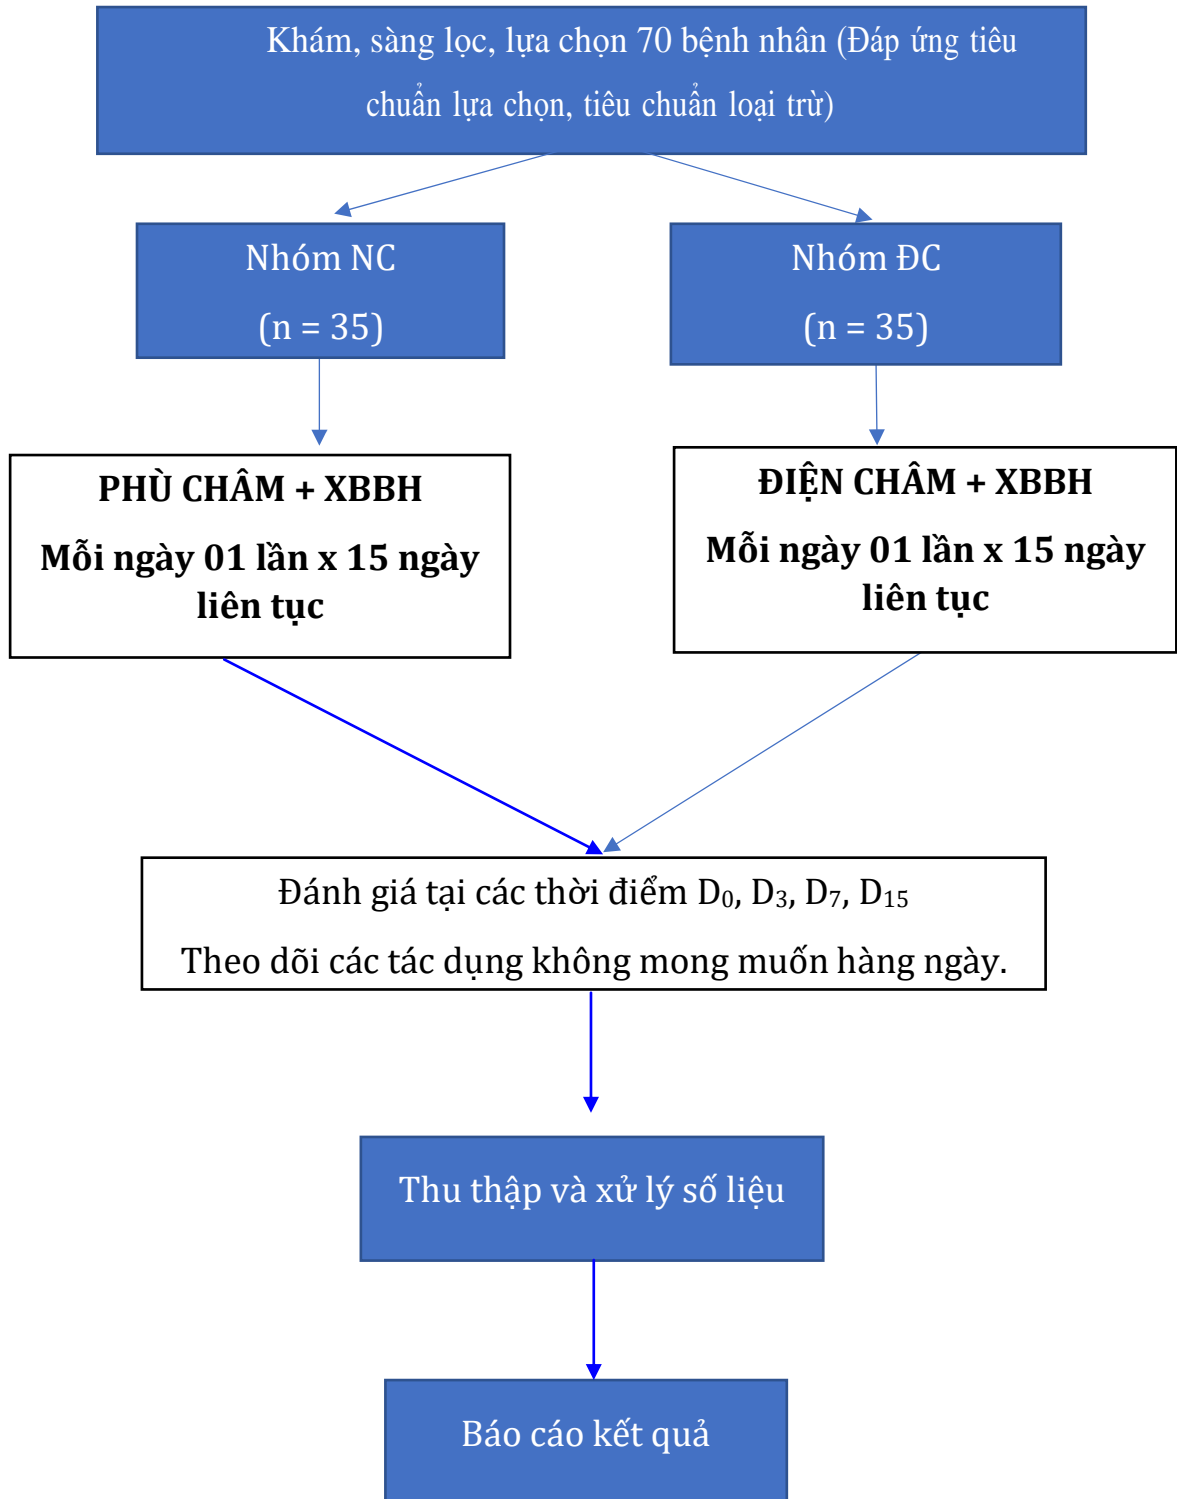 Khám, sàng lọc, lựa chọn 70 bệnh nhân (Đáp ứng tiêu
chuẩn lựa chọn, tiêu chuẩn loại trừ)
Nhóm NC
(n = 35)
Nhóm ĐC
(n = 35)
PHÙ CHÂM + XBBH
Mỗi ngày 01 lần x 15 ngày
liên tục
ĐIỆN CHÂM + XBBH
Mỗi ngày 01 lần x 15 ngày
liên tục
Đánh giá tại các thời điểm D₀, D₃, D₇, D₁₅
Theo dõi các tác dụng không mong muốn hàng ngày.
Thu thập và xử lý số liệu
Báo cáo kết quả